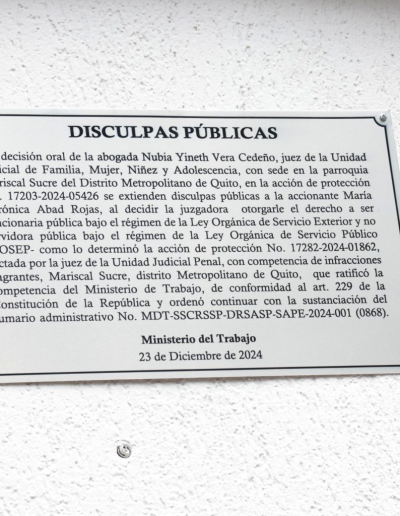 DISCULPAS PÚBLICAS
decisión oral de la abogada Nubia Yineth Vera Cedeño, juez de la Unidad
icial de Familia, Mujer, Niñez y Adolescencia, con sede en la parroquia
riscal Sucre del Distrito Metropolitano de Quito, en la acción de protección
. 17203-2024-05426 se extienden disculpas públicas a la accionante María
rónica Abad Rojas, al decidir la juzgadora otorgarle el derecho a ser
ncionaria pública bajo el régimen de la Ley Orgánica de Servicio Exterior y no
rvidora pública bajo el régimen de la Ley Orgánica de Servicio Público
OSEP- como lo determinó la acción de protección No. 17282-2024-01862,
ctada por la juez de la Unidad Judicial Penal, con competencia de infracciones
agrantes, Mariscal Sucre, distrito Metropolitano de Quito, que ratificó la
ompetencia del Ministerio de Trabajo, de conformidad al art. 229 de la
onstitución de la República y ordenó continuar con la sustanciación del
umario administrativo No. MDT-SSCRSSP-DRSASP-SAPE-2024-001 (0868).
Ministerio del Trabajo
23 de Diciembre de 2024